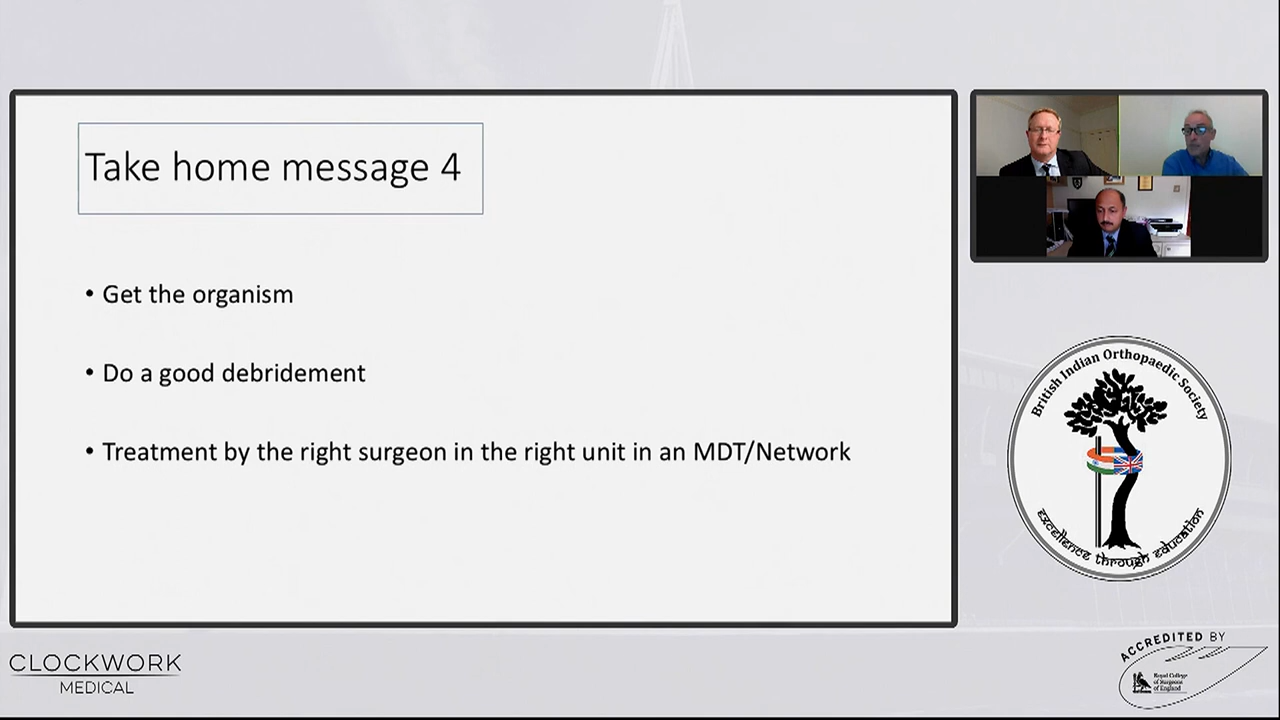 Take home message 4
• Get the organism
• Do a good debridement
• Treatment by the right surgeon in the right unit in an MDT/Network
British Indian Orthopaedic Society
excellence through education
CLOCKWORK
MEDICAL
ACCREDITED BY
Royal College
of Surgeons
of England